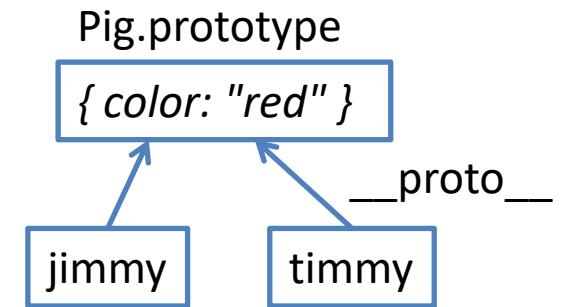 Pig.prototype
{ color: "red" }
__proto__
jimmy
timmy